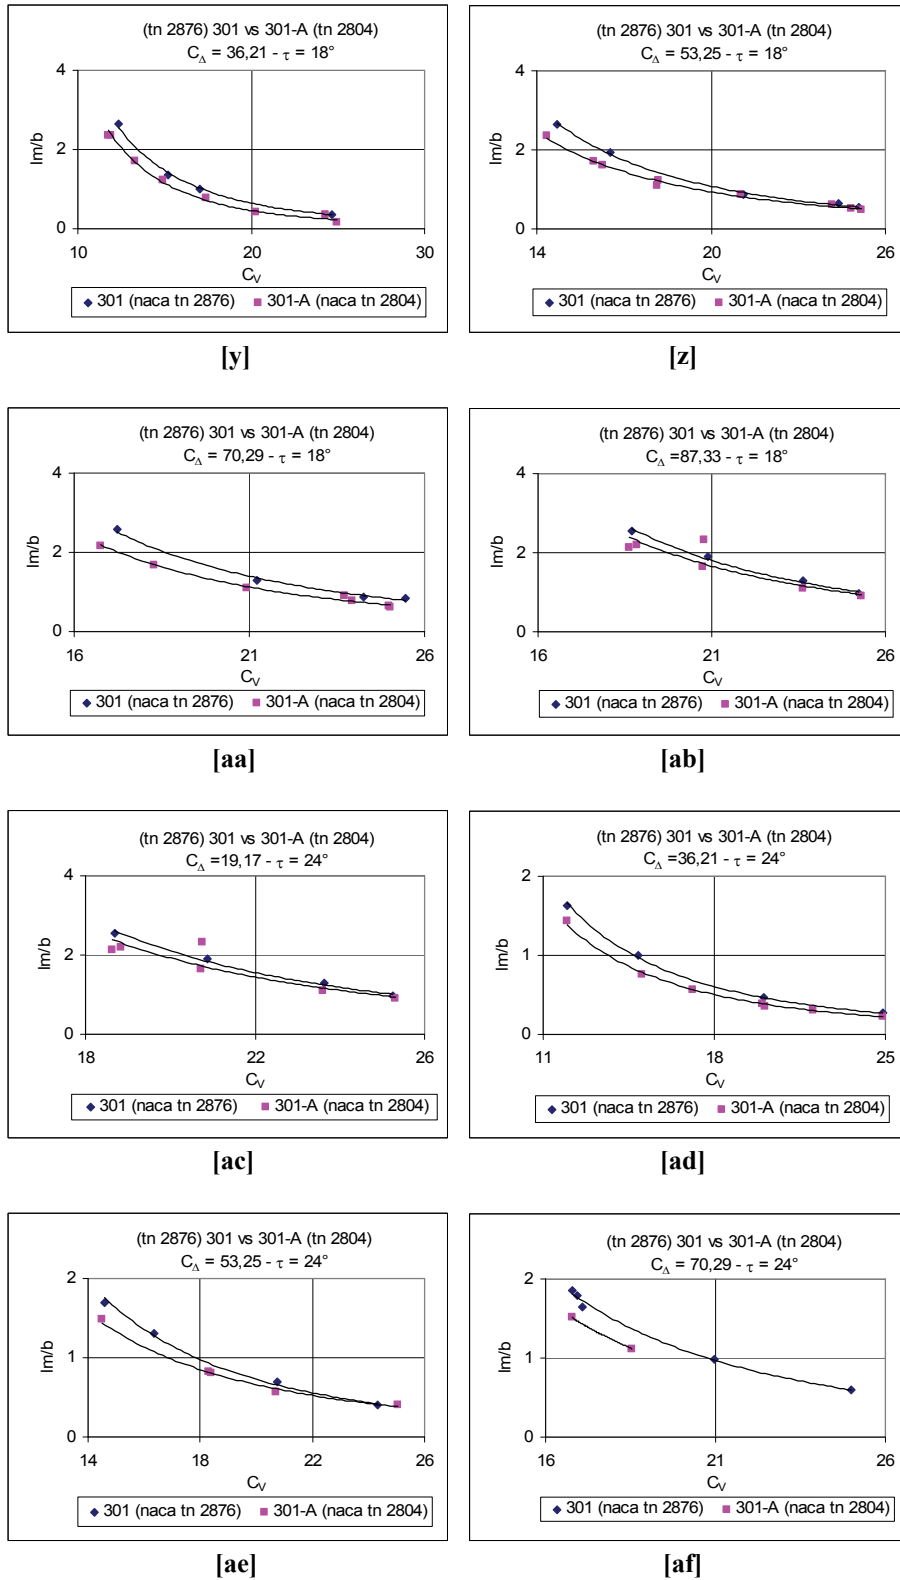 (tn 2876) 301 vs 301-A (tn 2804)
C∆ = 36,21 - τ = 18°
lm/b
4
2
0
10 20 30
CV
301 (naca tn 2876) 301-A (naca tn 2804)
[y]
(tn 2876) 301 vs 301-A (tn 2804)
C∆ = 53,25 - τ = 18°
lm/b
4
2
0
14 20 26
CV
301 (naca tn 2876) 301-A (naca tn 2804)
[z]
(tn 2876) 301 vs 301-A (tn 2804)
C∆ = 70,29 - τ = 18°
lm/b
4
2
0
16 21 26
CV
301 (naca tn 2876) 301-A (naca tn 2804)
[aa]
(tn 2876) 301 vs 301-A (tn 2804)
C∆ =87,33 - τ = 18°
lm/b
4
2
0
16 21 26
CV
301 (naca tn 2876) 301-A (naca tn 2804)
[ab]
(tn 2876) 301 vs 301-A (tn 2804)
C∆ =19,17 - τ = 24°
lm/b
4
2
0
18 22 26
CV
301 (naca tn 2876) 301-A (naca tn 2804)
[ac]
(tn 2876) 301 vs 301-A (tn 2804)
C∆ =36,21 - τ = 24°
lm/b
2
1
0
11 18 25
CV
301 (naca tn 2876) 301-A (naca tn 2804)
[ad]
(tn 2876) 301 vs 301-A (tn 2804)
C∆ = 53,25 - τ = 24°
lm/b
2
1
0
14 18 22 26
CV
301 (naca tn 2876) 301-A (naca tn 2804)
[ae]
(tn 2876) 301 vs 301-A (tn 2804)
C∆ = 70,29 - τ = 24°
lm/b
2
1
0
16 21 26
CV
301 (naca tn 2876) 301-A (naca tn 2804)
[af]